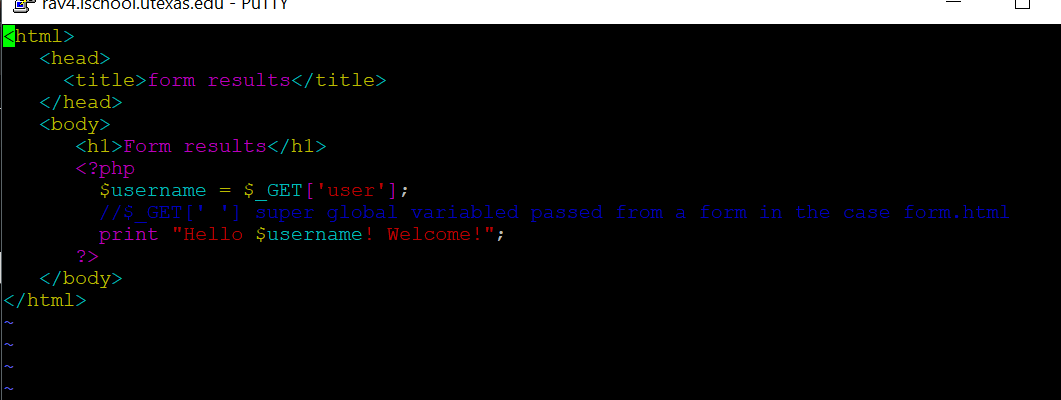 rav4.ischool.utexas.edu - PuTTY
<html>
   <head>
     <title>form results</title>
   </head>
   <body>
      <h1>Form results</h1>
      <?php
        $username = $_GET['user'];
        //$_GET[' '] super global variabled passed from a form in the case form.html
        print "Hello $username! Welcome!";
      ?>
   </body>
</html>
~
~
~
~